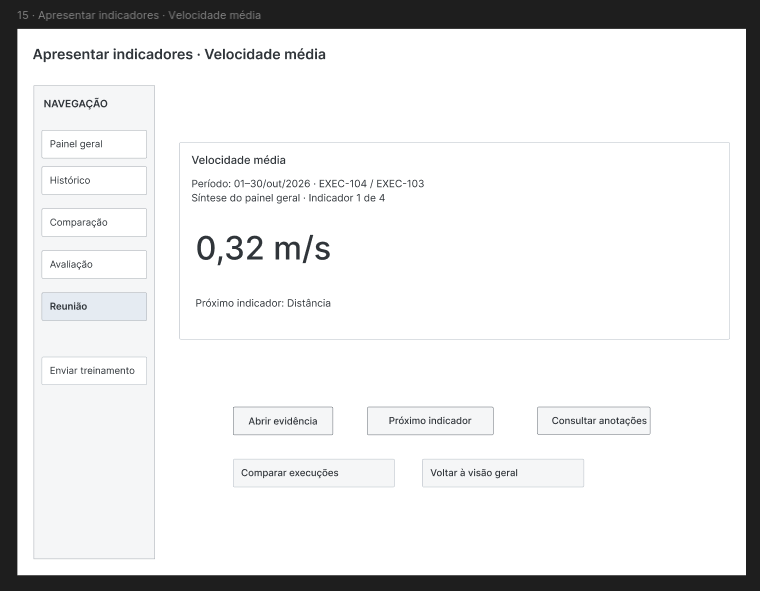 15 · Apresentar indicadores · Velocidade média
Apresentar indicadores · Velocidade média
NAVEGAÇÃO
Painel geral
Histórico
Comparação
Avaliação
Reunião
Enviar treinamento
Velocidade média
Período: 01–30/out/2026 · EXEC-104 / EXEC-103
Síntese do painel geral · Indicador 1 de 4
0,32 m/s
Próximo indicador: Distância
Abrir evidência
Próximo indicador
Consultar anotações
Comparar execuções
Voltar à visão geral